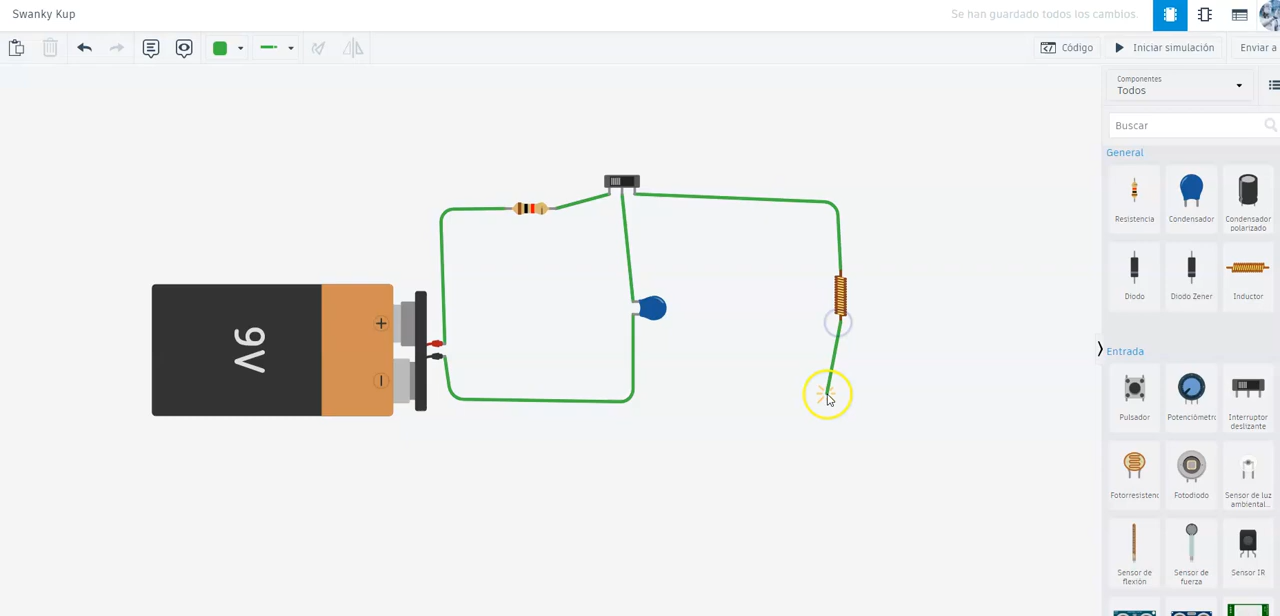 Swanky Kup
Se han guardado todos los cambios.
Código
Iniciar simulación
Enviar a
Componentes
Todos
Buscar
General
Resistencia
Condensador
Condensador
polarizado
Diodo
Diodo Zener
Inductor
Entrada
Pulsador
Potenciómetro
Interruptor
deslizante
Fotorresistenc
Fotodiodo
Sensor de luz
ambiental...
Sensor de
flexión
Sensor de
fuerza
Sensor IR
9V
+
-